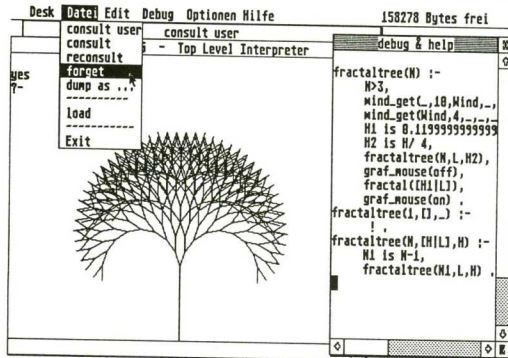 Desk Datei Edit Debug Optionen Hilfe 158278 Bytes frei
consult user
consult
reconsult
forget
dump as ...
----------
load
----------
Exit
consult user
G - Top Level Interpreter
yes
?-
debug & help
fractaltree(N) :-
N>3,
wind_get(_,10,Wind,_,
wind_get(Wind,4,_,_,_
H1 is 0.1199999999999
H2 is H/ 4,
fractaltree(N,L,H2),
graf_mouse(off),
fractal([H1|L]),
graf_mouse(on) .
fractaltree(1,[],_) :-
! .
fractaltree(N,[H|L],H) :-
N1 is N-1,
fractaltree(N1,L,H) .